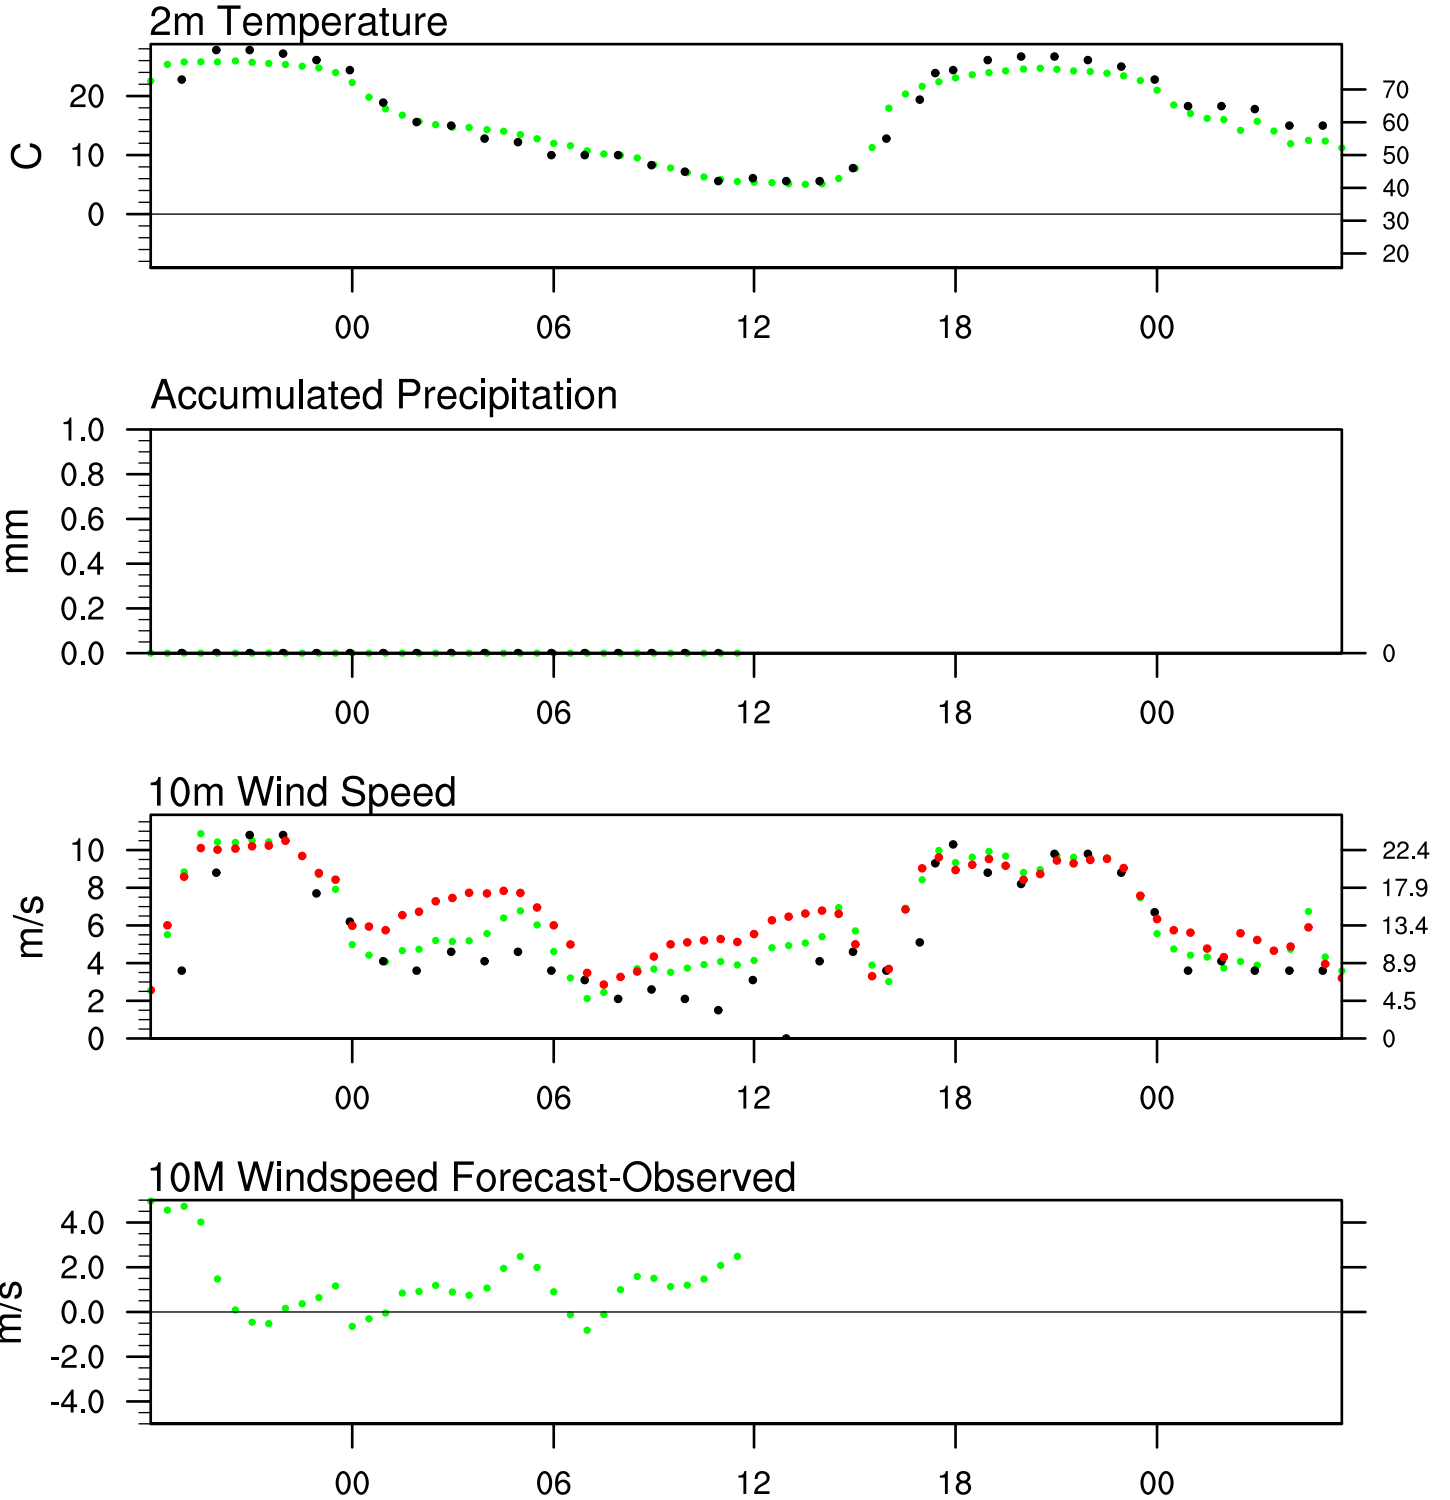 2m Temperature
C
20
10
0
70
60
50
40
30
20
00 06 12 18 00
Accumulated Precipitation
mm
1.0
0.8
0.6
0.4
0.2
0.0
0
00 06 12 18 00
10m Wind Speed
m/s
10
8
6
4
2
0
22.4
17.9
13.4
8.9
4.5
0
00 06 12 18 00
10M Windspeed Forecast-Observed
m/s
4.0
2.0
0.0
-2.0
-4.0
00 06 12 18 00